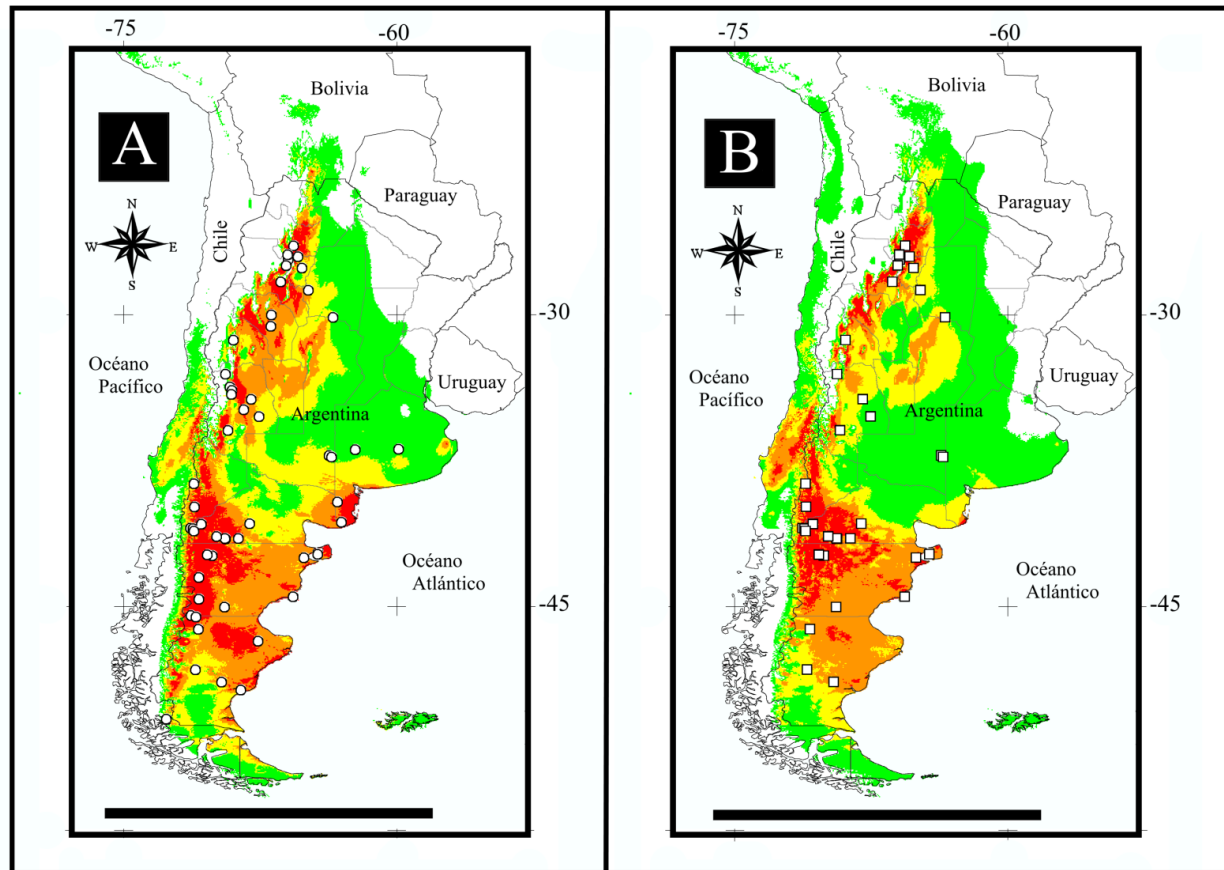 -75
-60
Bolivia
A
Paraguay
N
W
E
S
Chile
-30
Océano
Pacífico
Uruguay
Argentina
Océano
Atlántico
-45
-75
-60
Bolivia
B
Paraguay
N
W
E
S
Chile
-30
Océano
Pacífico
Uruguay
Argentina
Océano
Atlántico
-45